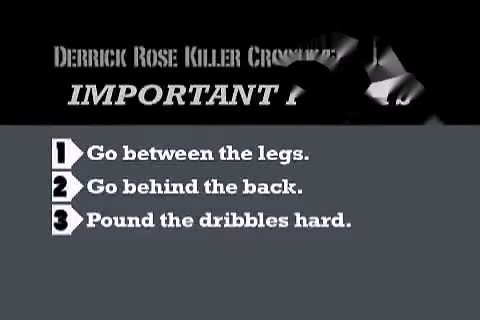 Derrick Rose Killer
IMPORTANT
1 Go between the legs.
2 Go behind the back.
3 Pound the dribbles hard.